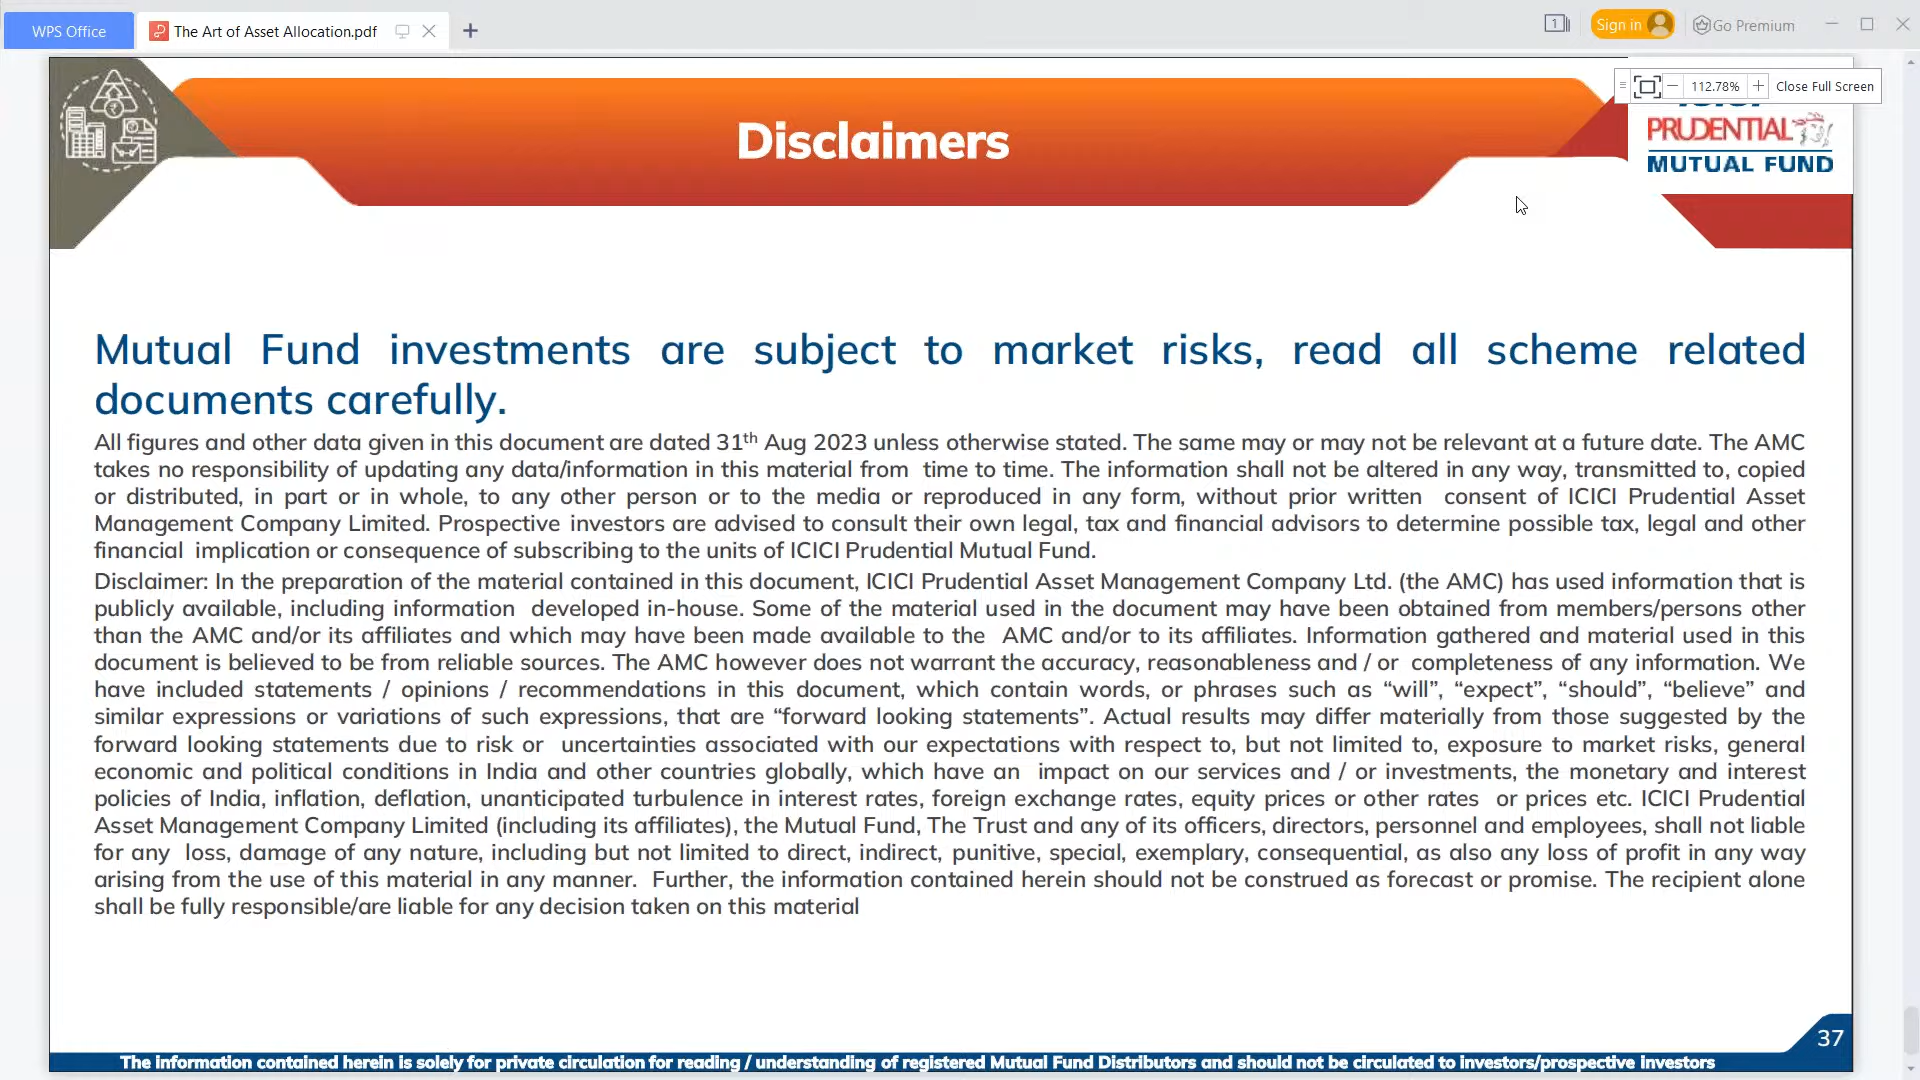 WPS Office
The Art of Asset Allocation.pdf
1
Sign in
Go Premium
112.78%
Close Full Screen
Disclaimers
PRUDENTIAL
MUTUAL FUND
Mutual Fund investments are subject to market risks, read all scheme related
documents carefully.
All figures and other data given in this document are dated 31th Aug 2023 unless otherwise stated. The same may or may not be relevant at a future date. The AMC
takes no responsibility of updating any data/information in this material from time to time. The information shall not be altered in any way, transmitted to, copied
or distributed, in part or in whole, to any other person or to the media or reproduced in any form, without prior written consent of ICICI Prudential Asset
Management Company Limited. Prospective investors are advised to consult their own legal, tax and financial advisors to determine possible tax, legal and other
financial implication or consequence of subscribing to the units of ICICI Prudential Mutual Fund.
Disclaimer: In the preparation of the material contained in this document, ICICI Prudential Asset Management Company Ltd. (the AMC) has used information that is
publicly available, including information developed in-house. Some of the material used in the document may have been obtained from members/persons other
than the AMC and/or its affiliates and which may have been made available to the AMC and/or to its affiliates. Information gathered and material used in this
document is believed to be from reliable sources. The AMC however does not warrant the accuracy, reasonableness and / or completeness of any information. We
have included statements / opinions / recommendations in this document, which contain words, or phrases such as “will”, “expect”, “should”, “believe” and
similar expressions or variations of such expressions, that are “forward looking statements”. Actual results may differ materially from those suggested by the
forward looking statements due to risk or uncertainties associated with our expectations with respect to, but not limited to, exposure to market risks, general
economic and political conditions in India and other countries globally, which have an impact on our services and / or investments, the monetary and interest
policies of India, inflation, deflation, unanticipated turbulence in interest rates, foreign exchange rates, equity prices or other rates or prices etc. ICICI Prudential
Asset Management Company Limited (including its affiliates), the Mutual Fund, The Trust and any of its officers, directors, personnel and employees, shall not liable
for any loss, damage of any nature, including but not limited to direct, indirect, punitive, special, exemplary, consequential, as also any loss of profit in any way
arising from the use of this material in any manner. Further, the information contained herein should not be construed as forecast or promise. The recipient alone
shall be fully responsible/are liable for any decision taken on this material
37
The information contained herein is solely for private circulation for reading / understanding of registered Mutual Fund Distributors and should not be circulated to investors/prospective investors